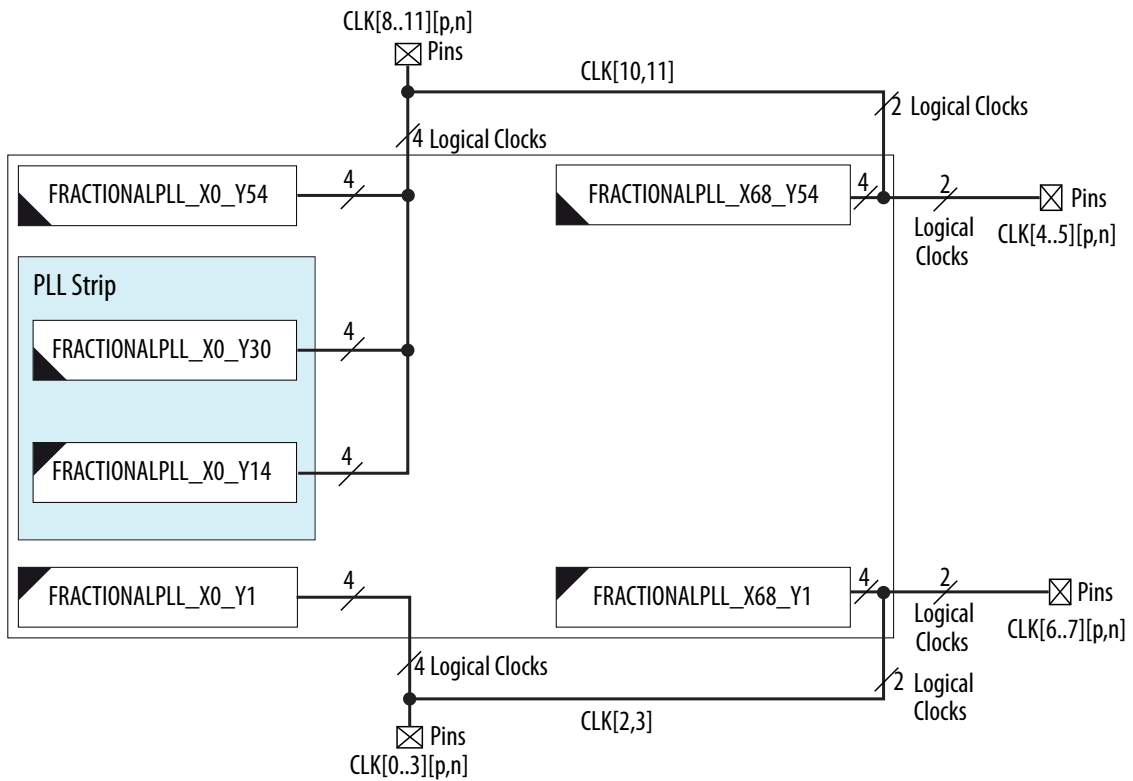 CLK[8..11][p,n]
Pins
CLK[10,11]
2 Logical Clocks
4 Logical Clocks
FRACTIONALPLL_X0_Y54
4
FRACTIONALPLL_X68_Y54
4
2
Logical
Clocks
Pins
CLK[4..5][p,n]
PLL Strip
FRACTIONALPLL_X0_Y30
4
FRACTIONALPLL_X0_Y14
4
FRACTIONALPLL_X0_Y1
4
FRACTIONALPLL_X68_Y1
4
2
Logical
Clocks
Pins
CLK[6..7][p,n]
4 Logical Clocks
2 Logical
Clocks
CLK[2,3]
Pins
CLK[0..3][p,n]